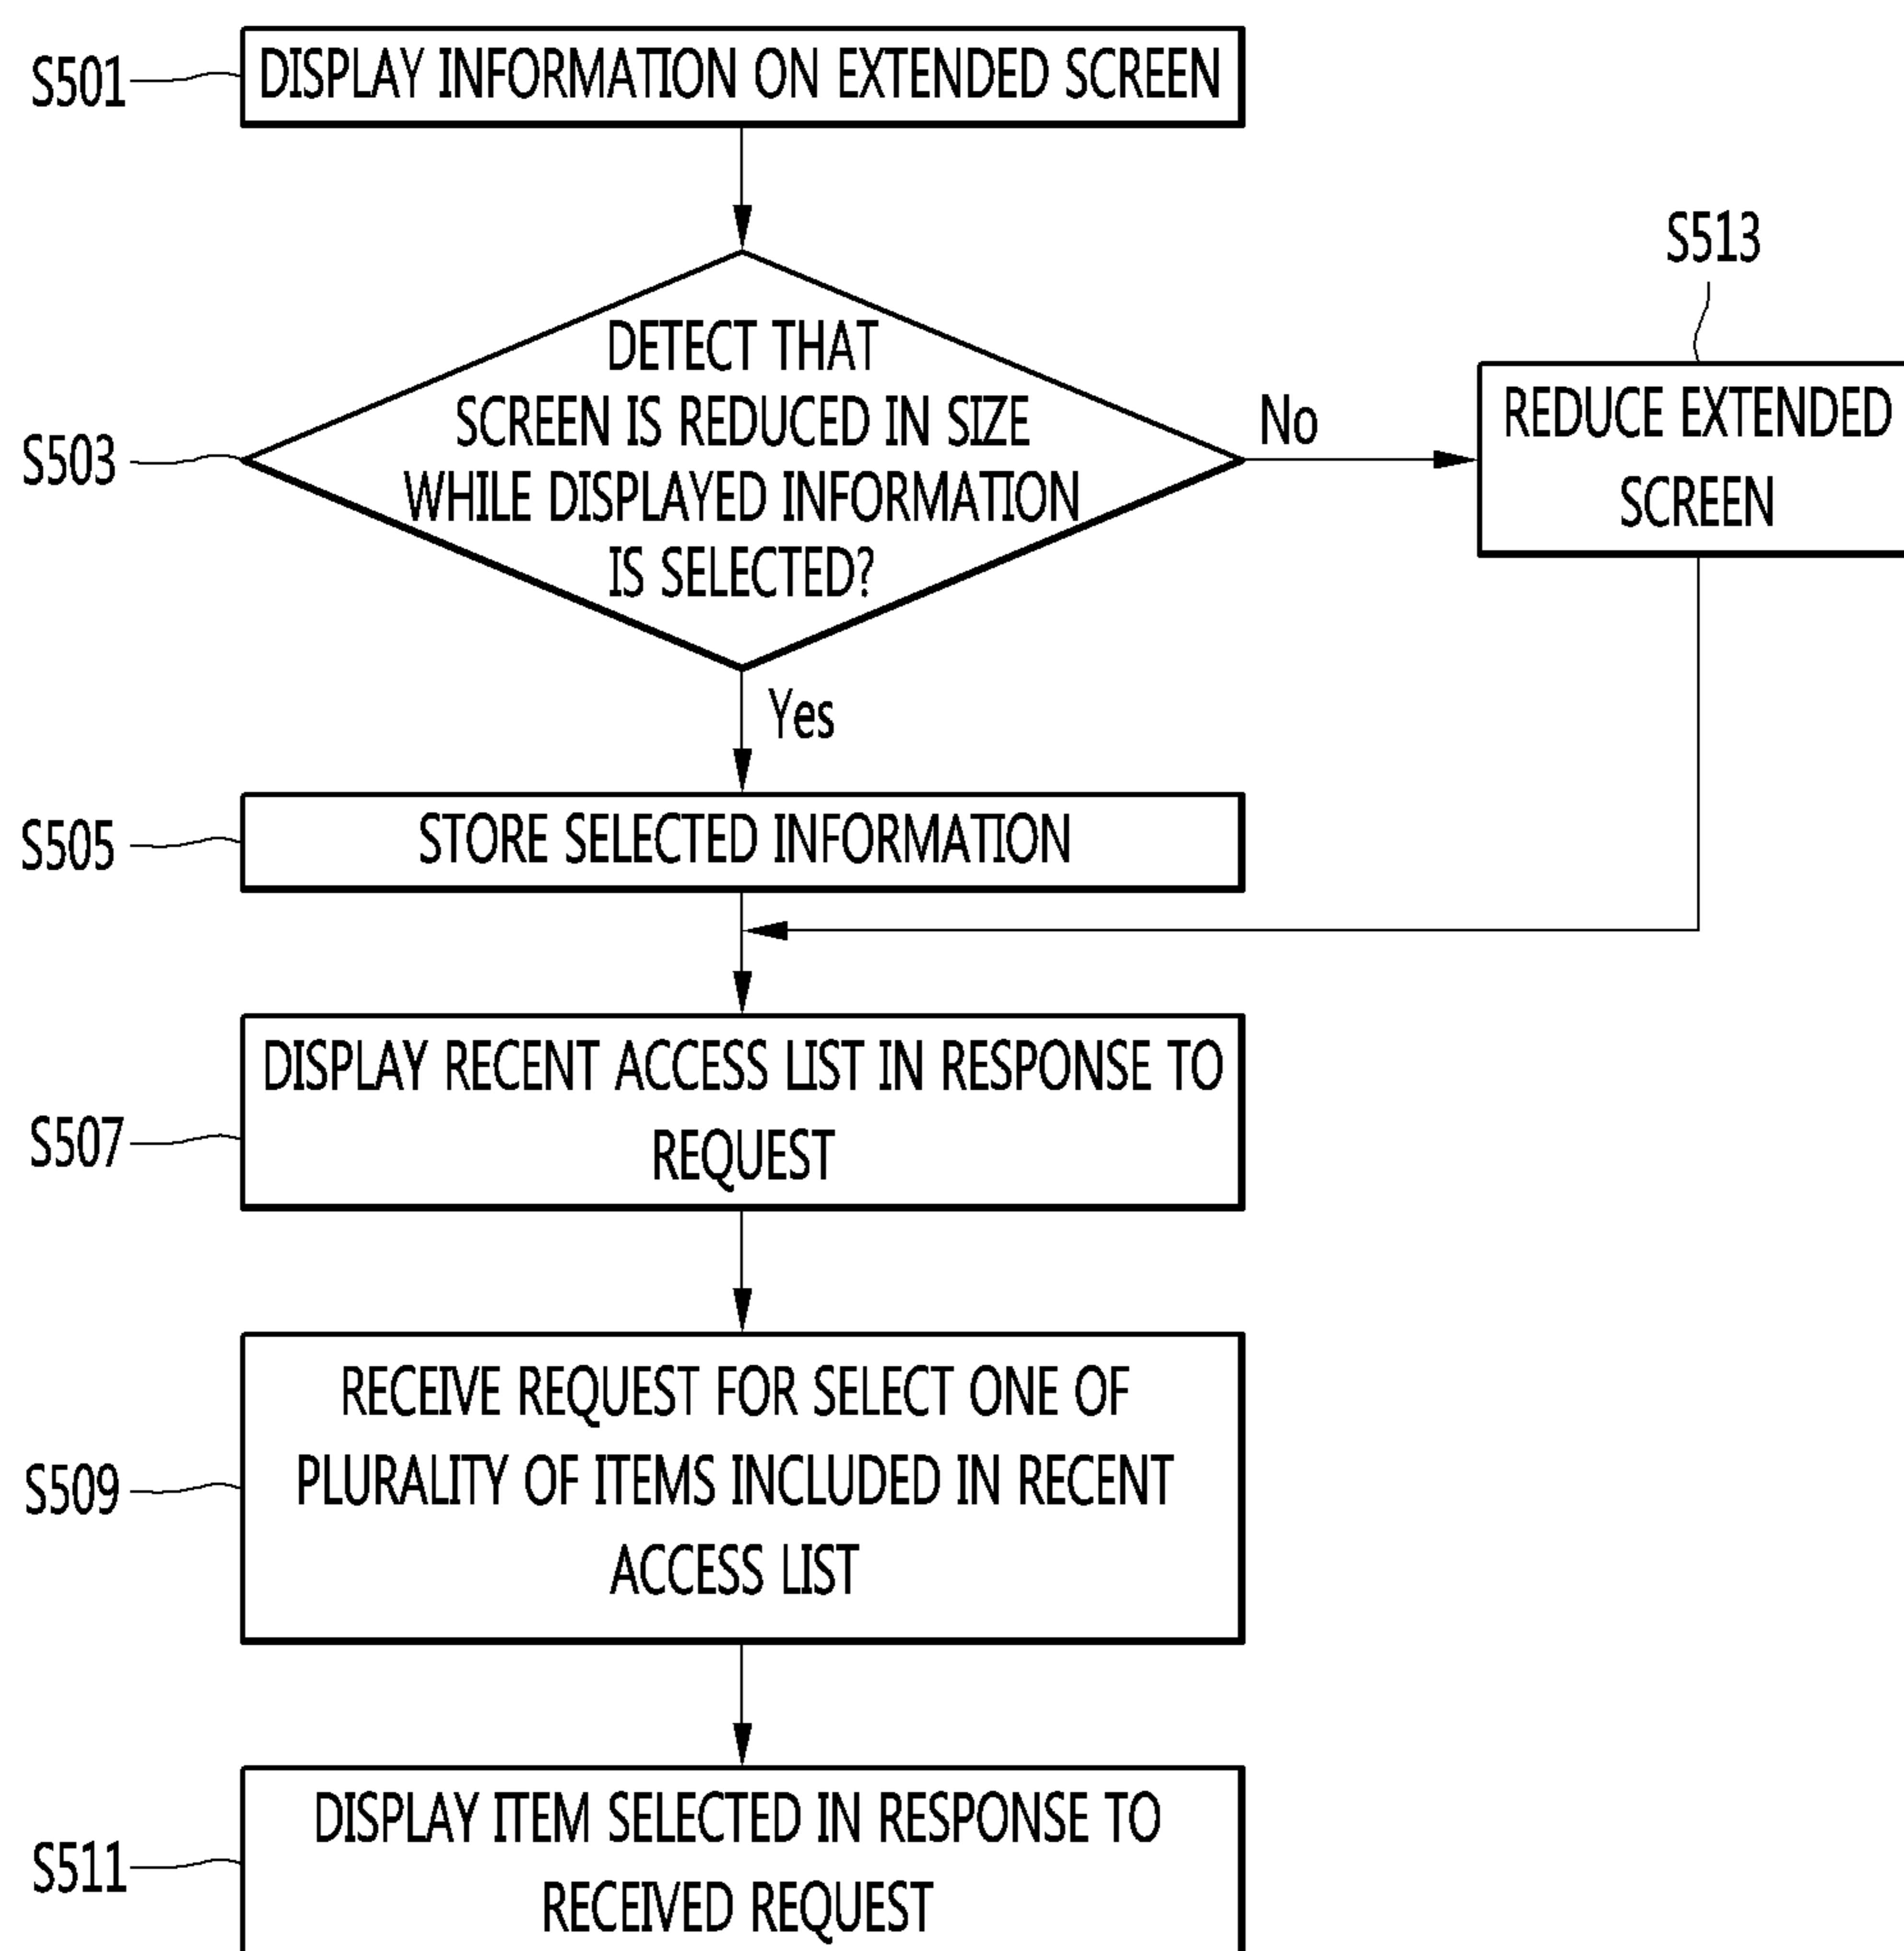 S501
DISPLAY INFORMATION ON EXTENDED SCREEN
S503
DETECT THAT
SCREEN IS REDUCED IN SIZE
WHILE DISPLAYED INFORMATION
IS SELECTED?
No
S513
REDUCE EXTENDED
SCREEN
Yes
S505
STORE SELECTED INFORMATION
S507
DISPLAY RECENT ACCESS LIST IN RESPONSE TO
REQUEST
S509
RECEIVE REQUEST FOR SELECT ONE OF
PLURALITY OF ITEMS INCLUDED IN RECENT
ACCESS LIST
S511
DISPLAY ITEM SELECTED IN RESPONSE TO
RECEIVED REQUEST